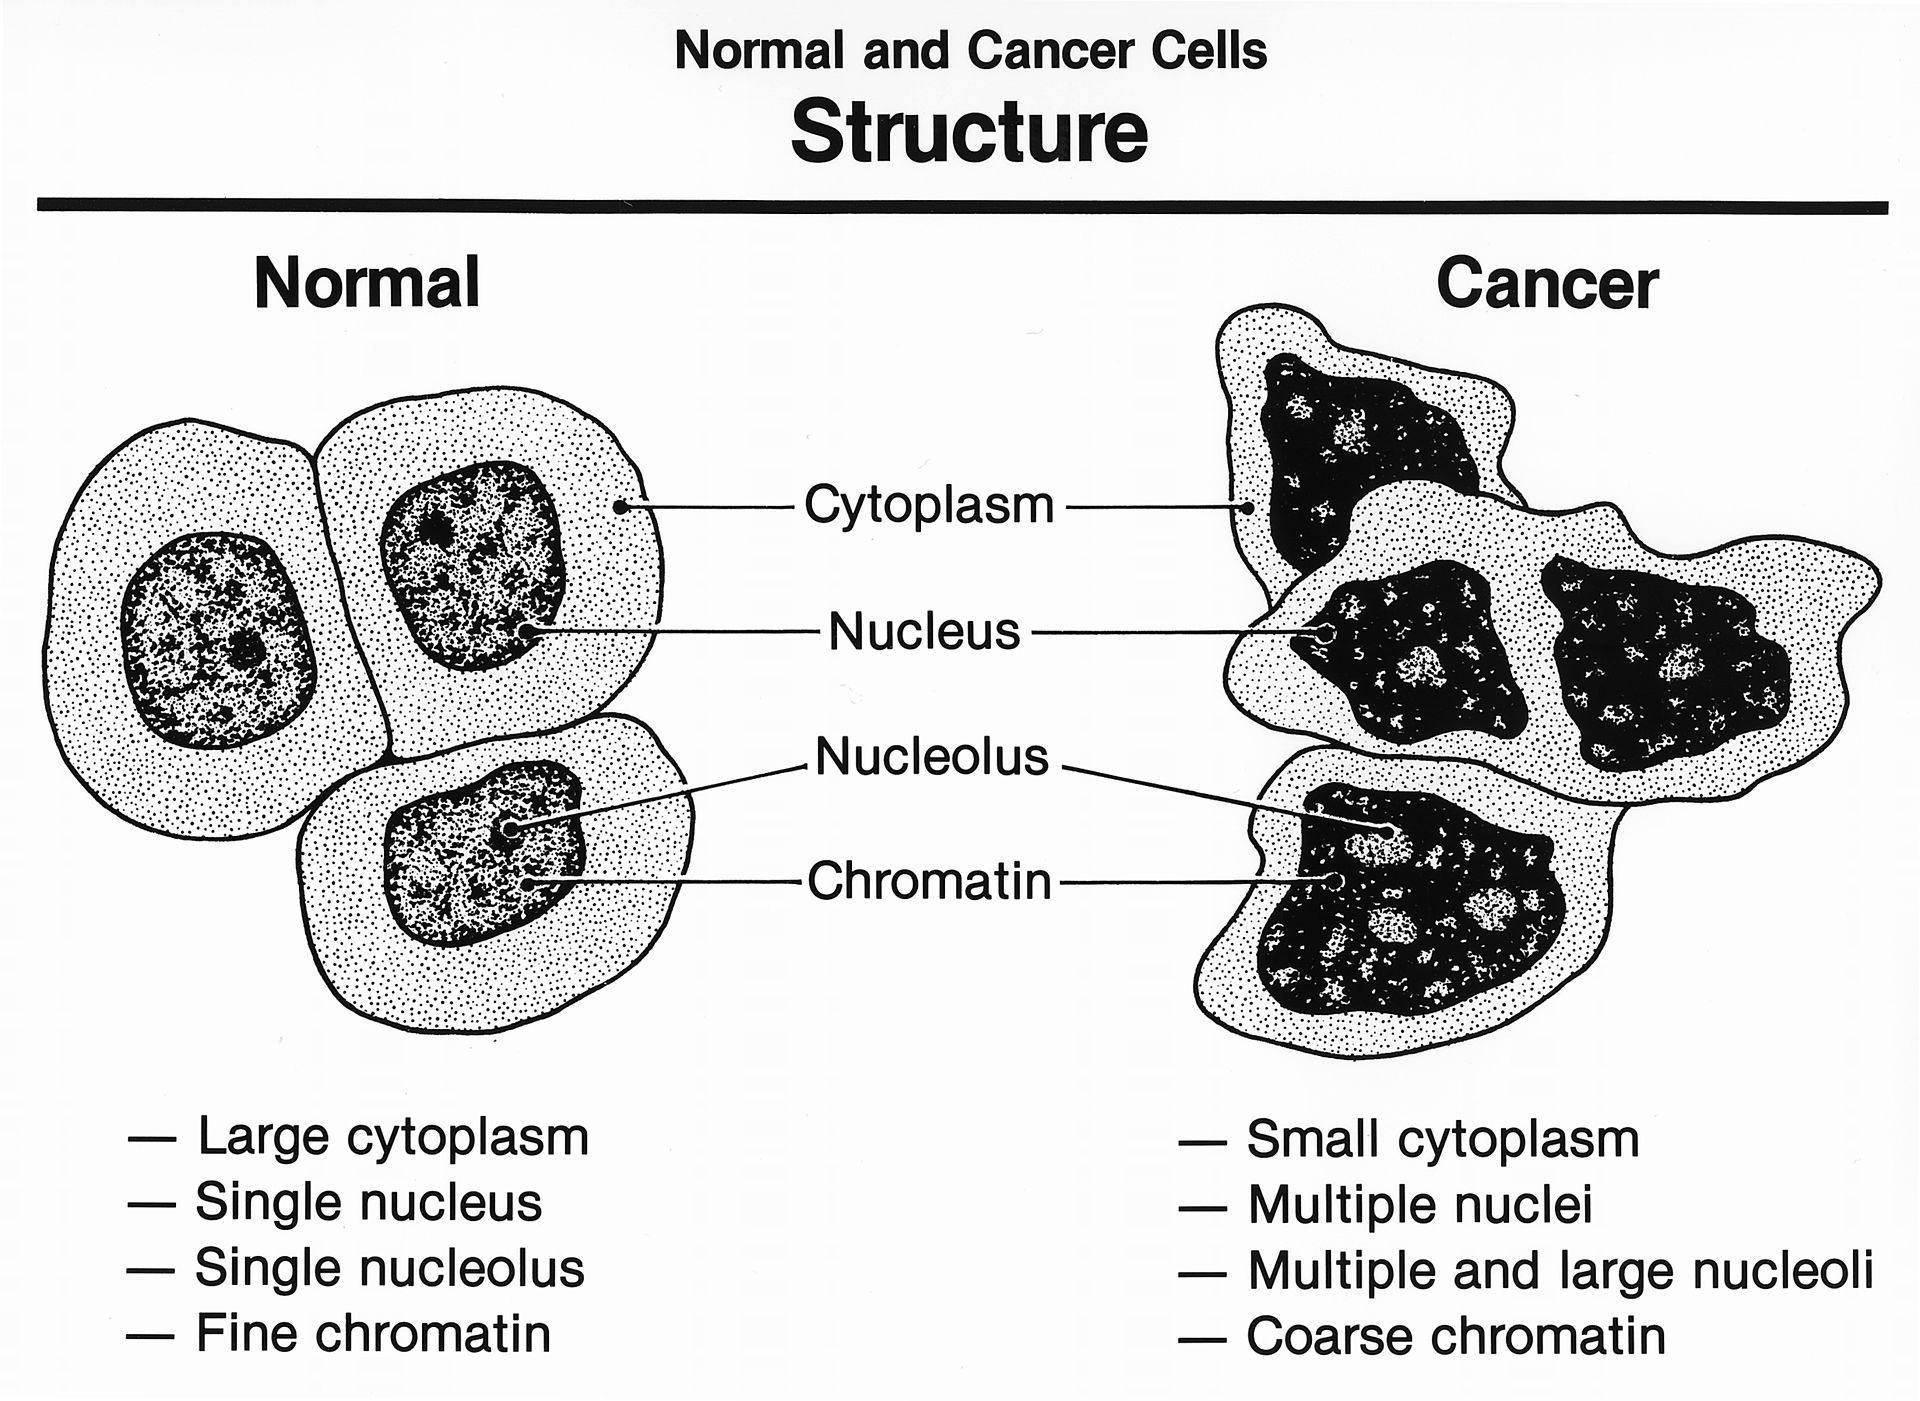 Normal and Cancer Cells
Structure
Normal
Cancer
Cytoplasm
Nucleus
Nucleolus
Chromatin
— Large cytoplasm
— Single nucleus
— Single nucleolus
— Fine chromatin
— Small cytoplasm
— Multiple nuclei
— Multiple and large nucleoli
— Coarse chromatin